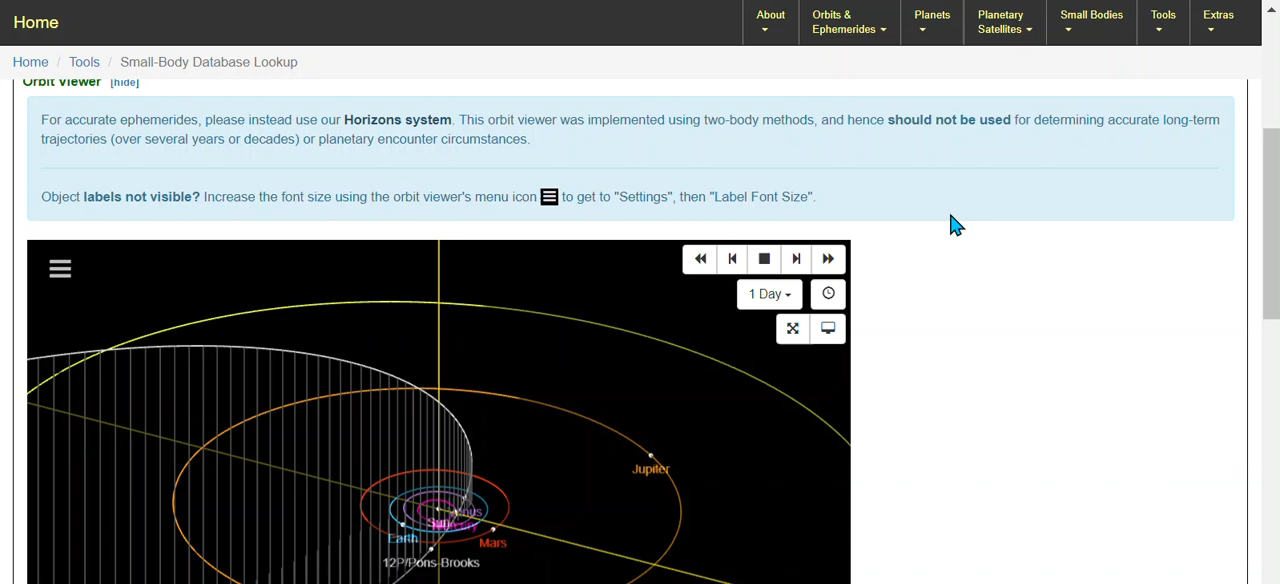 Home
About
Orbits &
Ephemerides
Planets
Planetary
Satellites
Small Bodies
Tools
Extras
Home / Tools / Small-Body Database Lookup
Orbit Viewer [hide]
For accurate ephemerides, please instead use our Horizons system. This orbit viewer was implemented using two-body methods, and hence should not be used for determining accurate long-term
trajectories (over several years or decades) or planetary encounter circumstances.
Object labels not visible? Increase the font size using the orbit viewer's menu icon to get to "Settings", then "Label Font Size".
1 Day
Jupiter
Sun
Earth
Mars
12P/Pons-Brooks